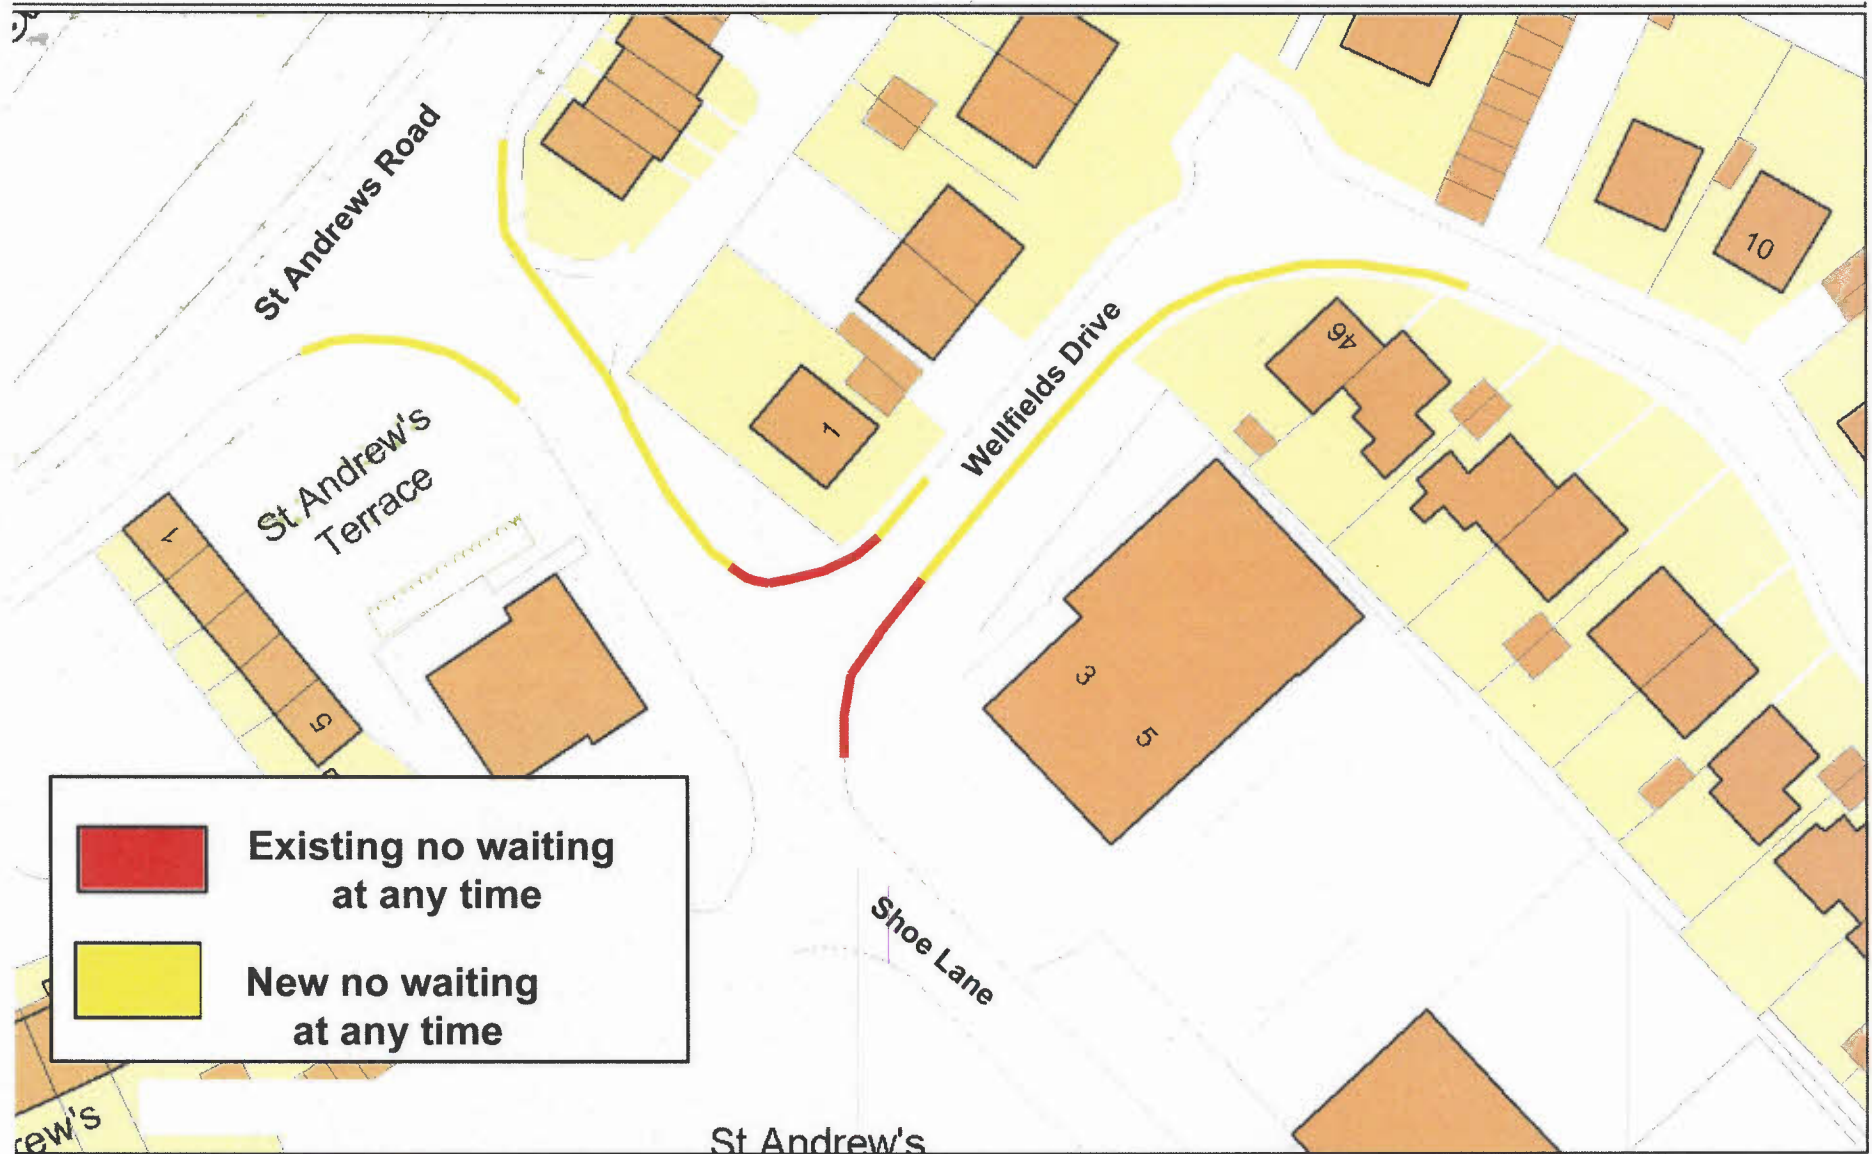 St Andrews Road
10
46
1
Wellfields Drive
St Andrew's
Terrace
1
5
3
5
Existing no waiting
at any time
New no waiting
at any time
Shoe Lane
St Andrew's